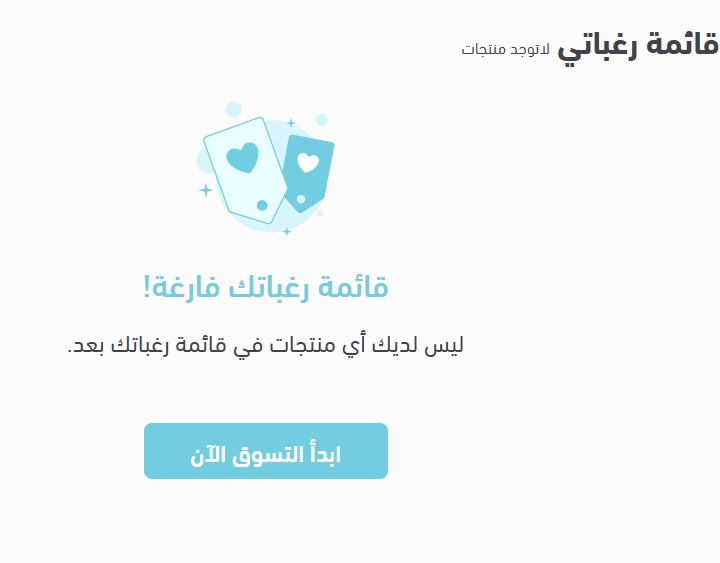 قائمة رغباتي لاتوجد منتجات
قائمة رغباتك فارغة!
ليس لديك أي منتجات في قائمة رغباتك بعد.
ابدأ التسوق الآن